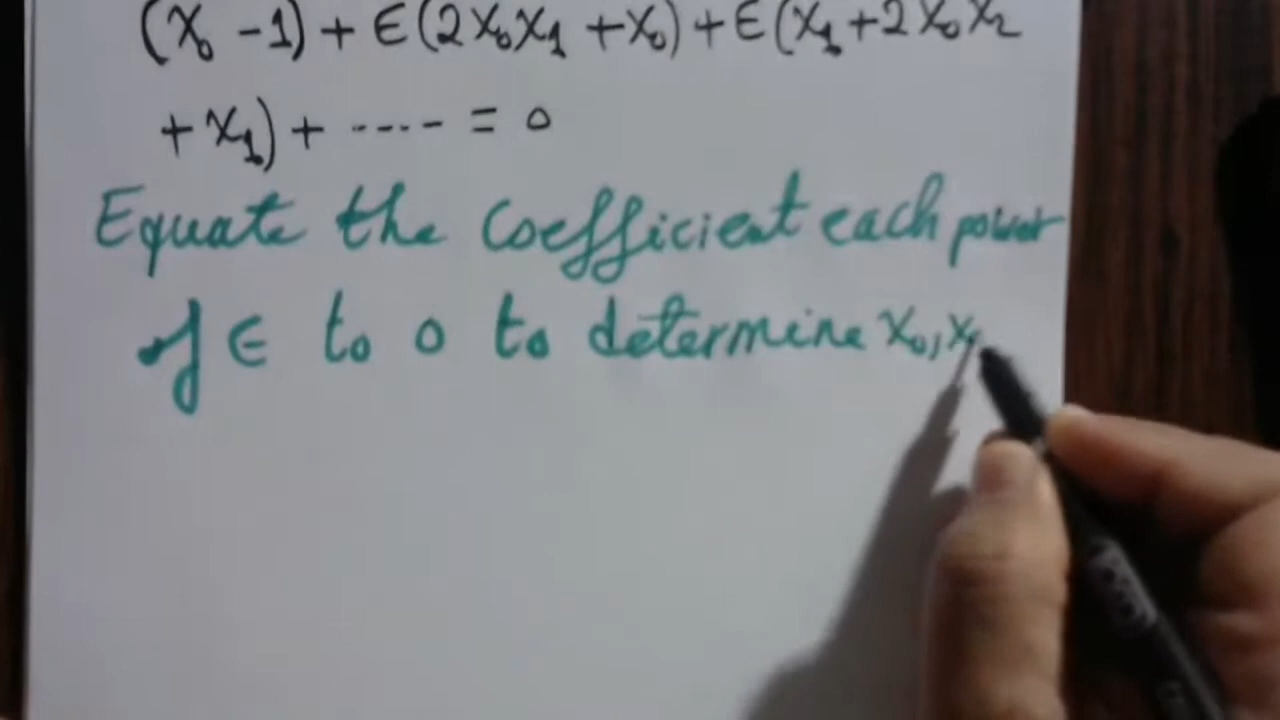 (x₀ -1) + ∈(2x₀x₁ +x₀) + ∈(x₁+2x₀x₂
+x₁) + ····- = 0
Equate the coefficient each power
of ∈ to 0 to determine x₀,x₁